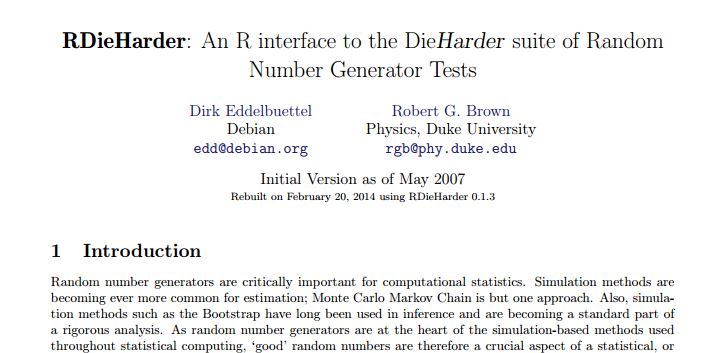 RDieHarder: An R interface to the DieHarder suite of Random
Number Generator Tests
Dirk Eddelbuettel
Debian
edd@debian.org
Robert G. Brown
Physics, Duke University
rgb@phy.duke.edu
Initial Version as of May 2007
Rebuilt on February 20, 2014 using RDieHarder 0.1.3
1 Introduction
Random number generators are critically important for computational statistics. Simulation methods are
becoming ever more common for estimation; Monte Carlo Markov Chain is but one approach. Also, simula-
tion methods such as the Bootstrap have long been used in inference and are becoming a standard part of
a rigorous analysis. As random number generators are at the heart of the simulation-based methods used
throughout statistical computing, ‘good’ random numbers are therefore a crucial aspect of a statistical, or